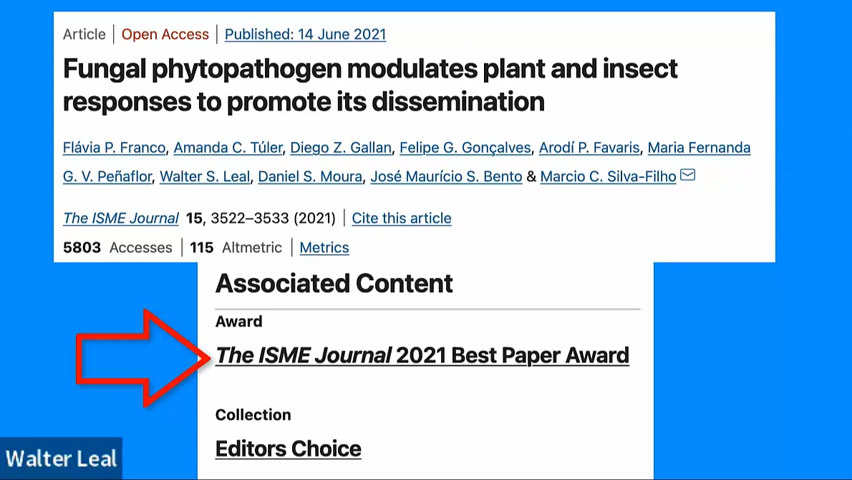 Article | Open Access | Published: 14 June 2021
Fungal phytopathogen modulates plant and insect
responses to promote its dissemination
Flávia P. Franco, Amanda C. Túler, Diego Z. Gallan, Felipe G. Gonçalves, Arodí P. Favaris, Maria Fernanda
G. V. Peñaflor, Walter S. Leal, Daniel S. Moura, José Maurício S. Bento & Marcio C. Silva-Filho
The ISME Journal 15, 3522–3533 (2021) | Cite this article
5803 Accesses | 115 Altmetric | Metrics
Associated Content
Award
The ISME Journal 2021 Best Paper Award
Collection
Editors Choice
Walter Leal